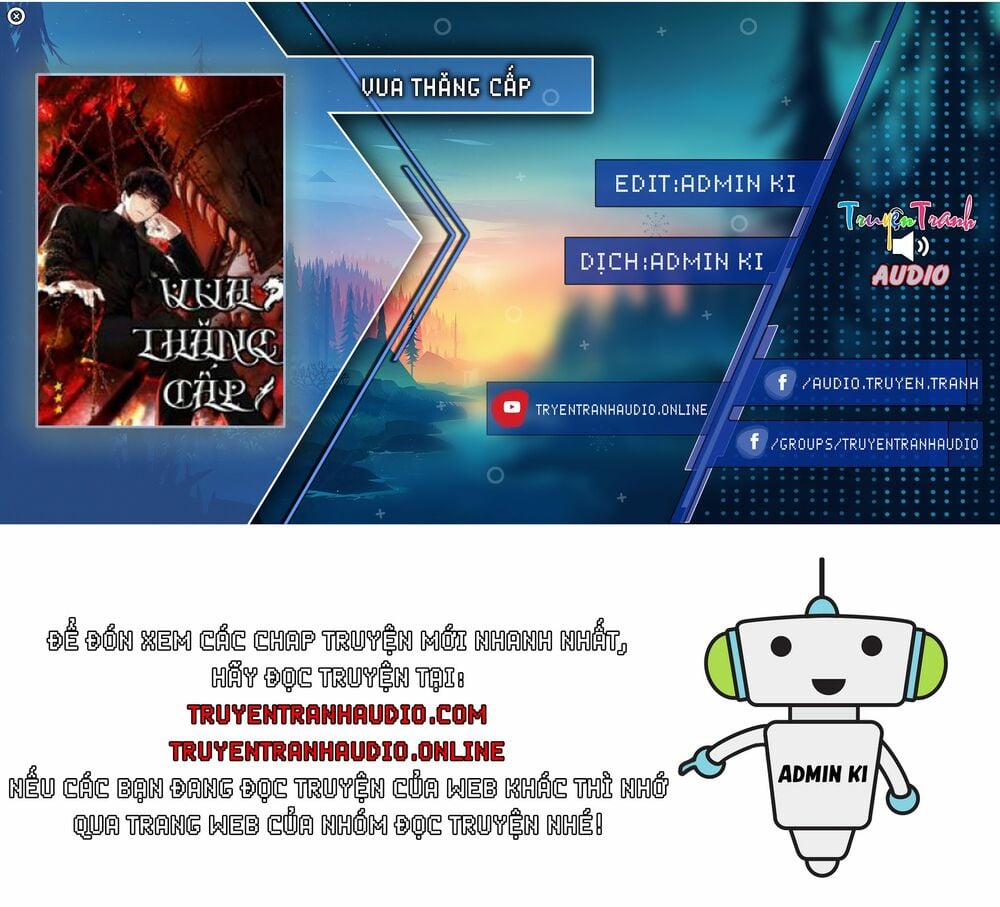 VUA THĂNG CẤP
VUA
THĂNG
CẤP
EDIT:ADMIN KI
DỊCH:ADMIN KI
TruyệnTranh
AUDIO
/AUDIO.TRUYEN.TRANH
TRYENTRANHAUDIO.ONLINE
/GROUPS/TRUYENTRANHAUDIO
ĐỂ ĐÓN XEM CÁC CHAP TRUYỆN MỚI NHANH NHẤT,
HÃY ĐỌC TRUYỆN TẠI:
TRUYENTRANHAUDIO.COM
TRUYENTRANHAUDIO.ONLINE
NẾU CÁC BẠN ĐANG ĐỌC TRUYỆN CỦA WEB KHÁC THÌ NHỚ
QUA TRANG WEB CỦA NHÓM ĐỌC TRUYỆN NHÉ!
ADMIN KI